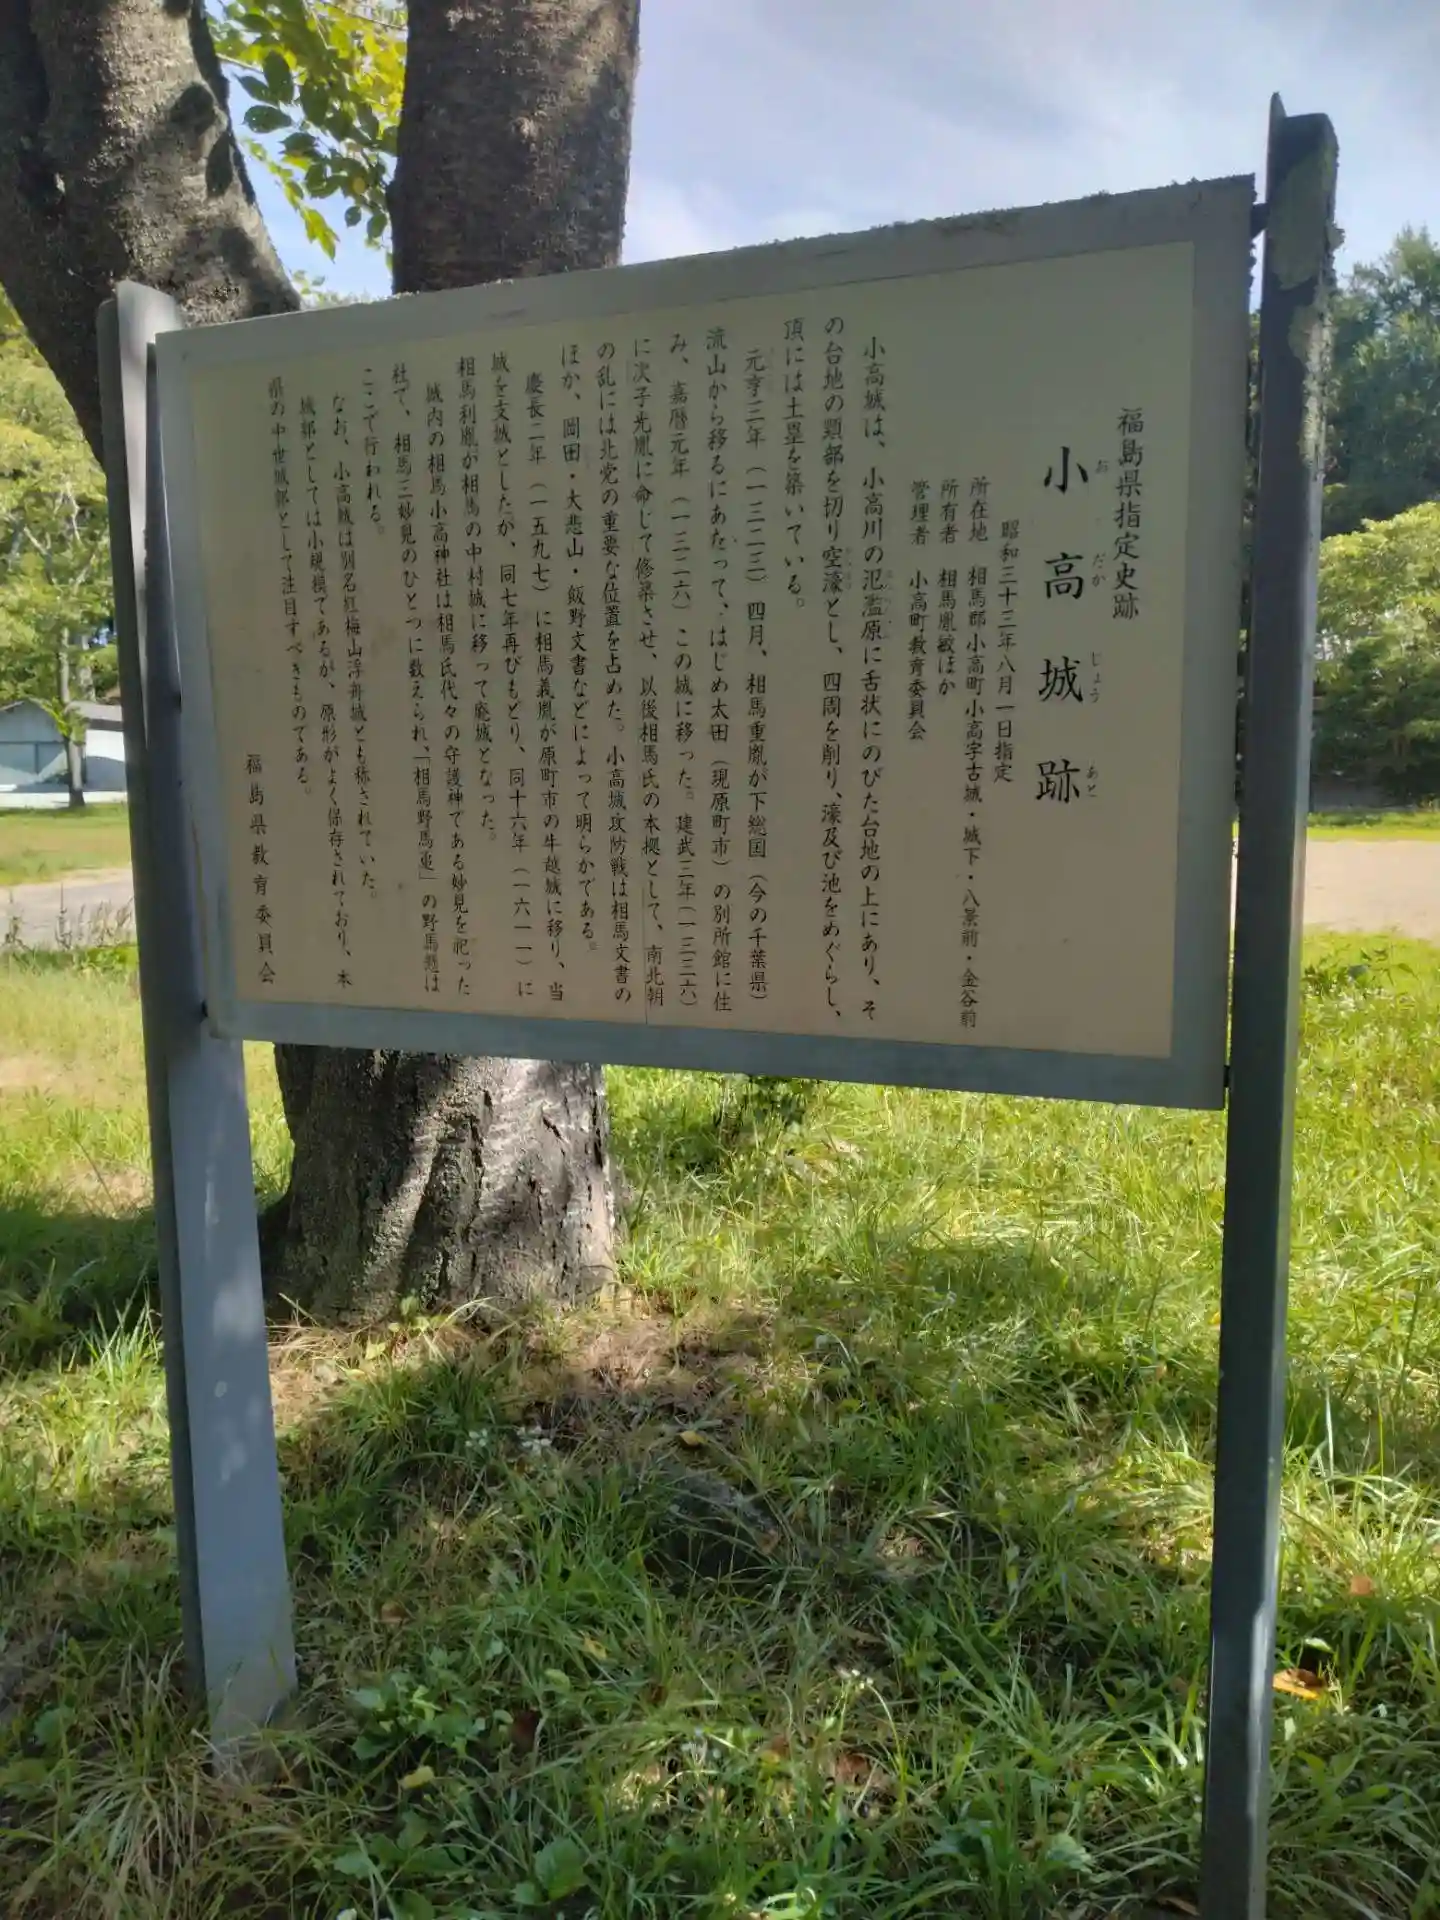 福島県指定史跡
小高城跡
おだかじょうあと
昭和三十三年八月一日指定
所在地 相馬郡小高町小高字古城・城下・八景前・金谷前
所有者 相馬胤敏ほか
管理者 小高町教育委員会
小高城は、小高川の氾濫原に舌状にのびた台地の上にあり、そ
の台地の頸部を切り空濠とし、四周を削り、濠及び池をめぐらし、
頂には土塁を築いている。
元亨三年（一三二三）四月、相馬重胤が下総国（今の千葉県）
流山から移るにあたって、はじめ太田（現原町市）の別所館に住
み、嘉暦元年（一三二六）この城に移った。建武三年（一三三六）
に次子光胤に命じて修築させ、以後相馬氏の本拠として、南北朝
の乱には北党の重要な位置を占めた。小高城攻防戦は相馬文書の
ほか、岡田・大悲山・飯野文書などによって明らかである。
慶長二年（一五九七）に相馬義胤が原町市の牛越城に移り、当
城を支城としたが、同七年再びもどり、同十六年（一六一一）に
相馬利胤が相馬の中村城に移って廃城となった。
城内の相馬小高神社は相馬氏代々の守護神である妙見を祀った
社で、相馬三妙見のひとつに数えられ、「相馬野馬追」の野馬懸は
ここで行われる。
なお、小高城は別名紅梅山浮舟城とも称されていた。
城郭としては小規模であるが、原形がよく保存されており、本
県の中世城郭として注目すべきものである。
福島県教育委員会